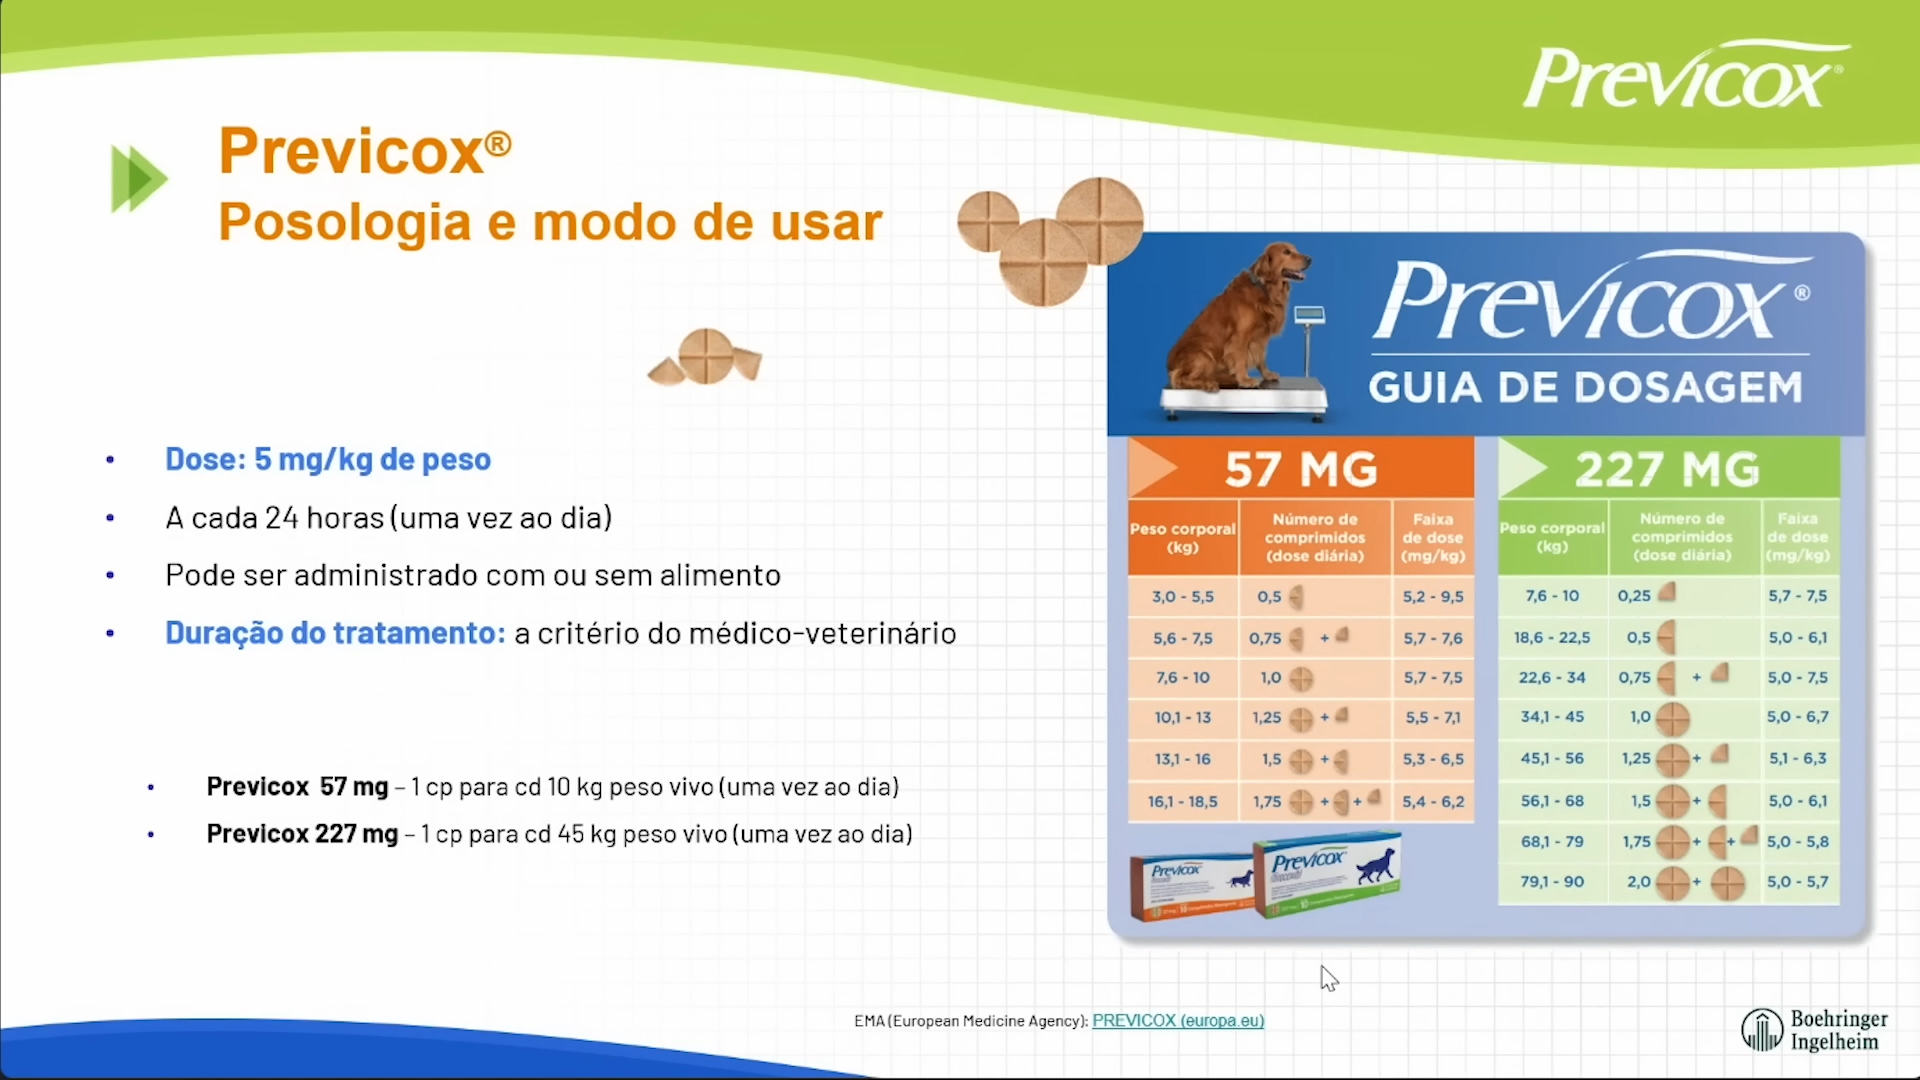 Previcox®
Previcox®
Posologia e modo de usar
Dose: 5 mg/kg de peso
A cada 24 horas (uma vez ao dia)
Pode ser administrado com ou sem alimento
Duração do tratamento: a critério do médico-veterinário
Previcox 57 mg – 1 cp para cd 10 kg peso vivo (uma vez ao dia)
Previcox 227 mg – 1 cp para cd 45 kg peso vivo (uma vez ao dia)
Previcox®
GUIA DE DOSAGEM
57 MG
Peso corporal (kg) Número de comprimidos (dose diária) Faixa de dose (mg/kg)
3,0 - 5,5 0,5 5,2 - 9,5
5,6 - 7,5 0,75 + 5,7 - 7,6
7,6 - 10 1,0 5,7 - 7,5
10,1 - 13 1,25 + 5,5 - 7,1
13,1 - 16 1,5 + 5,3 - 6,5
16,1 - 18,5 1,75 + + 5,4 - 6,2
227 MG
Peso corporal (kg) Número de comprimidos (dose diária) Faixa de dose (mg/kg)
7,6 - 10 0,25 5,7 - 7,5
18,6 - 22,5 0,5 5,0 - 6,1
22,6 - 34 0,75 + 5,0 - 7,5
34,1 - 45 1,0 5,0 - 6,7
45,1 - 56 1,25 + 5,1 - 6,3
56,1 - 68 1,5 + 5,0 - 6,1
68,1 - 79 1,75 + + 5,0 - 5,8
79,1 - 90 2,0 + 5,0 - 5,7
Previcox
Previcox
EMA (European Medicine Agency): PREVICOX (europa.eu)
Boehringer
Ingelheim